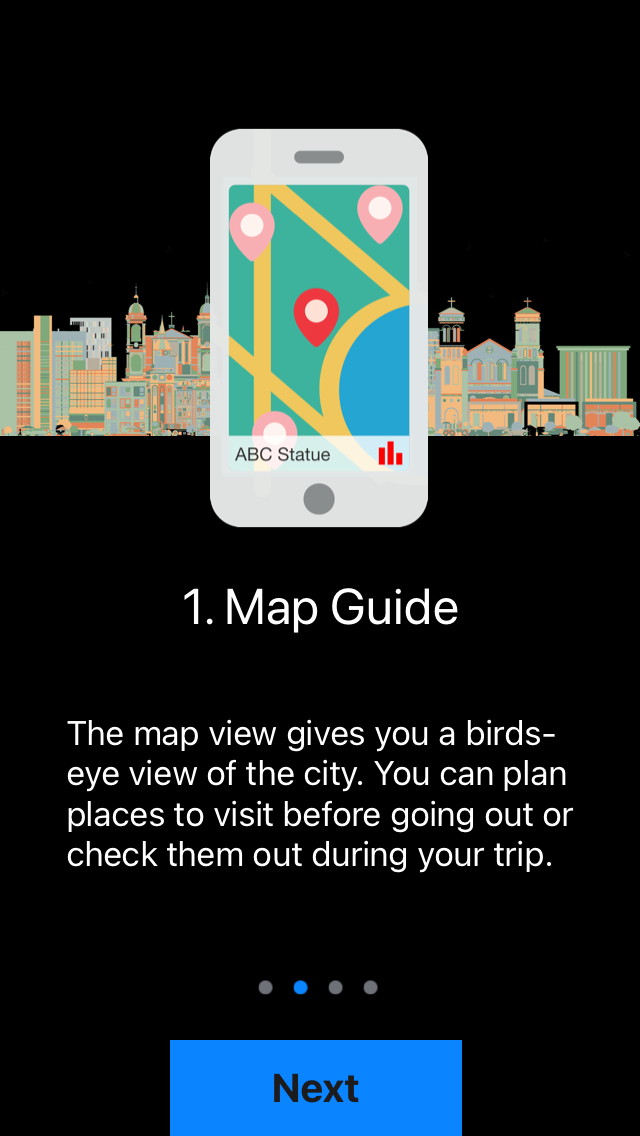 ABC Statue
1. Map Guide
The map view gives you a birds-
eye view of the city. You can plan
places to visit before going out or
check them out during your trip.
Next